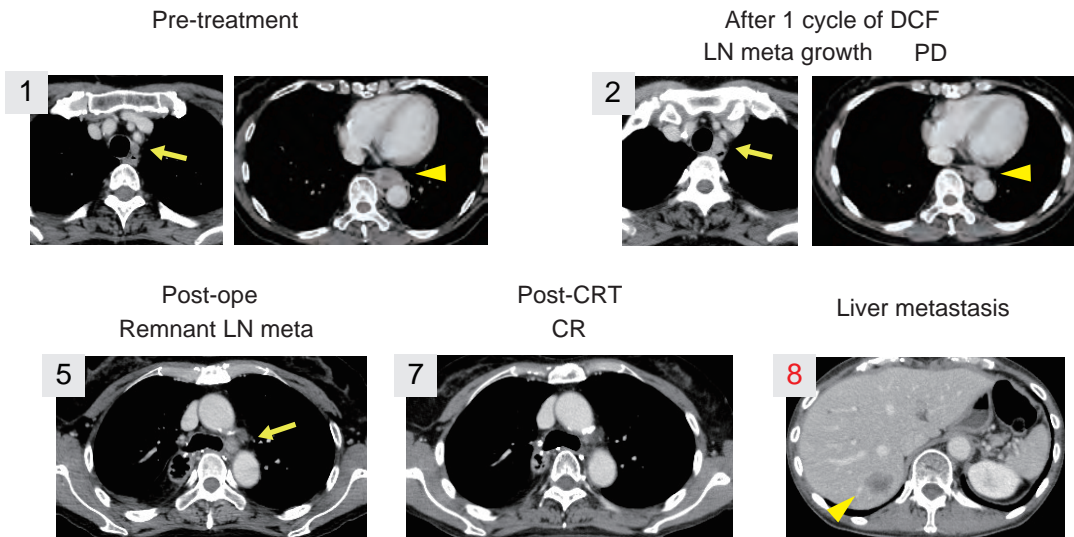 Pre-treatment
After 1 cycle of DCF
LN meta growth PD
1
2
Post-ope
Remnant LN meta
Post-CRT
CR
Liver metastasis
5
7
8